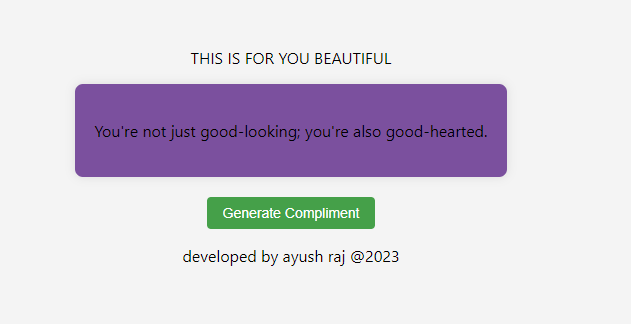 THIS IS FOR YOU BEAUTIFUL
You're not just good-looking; you're also good-hearted.
Generate Compliment
developed by ayush raj @2023